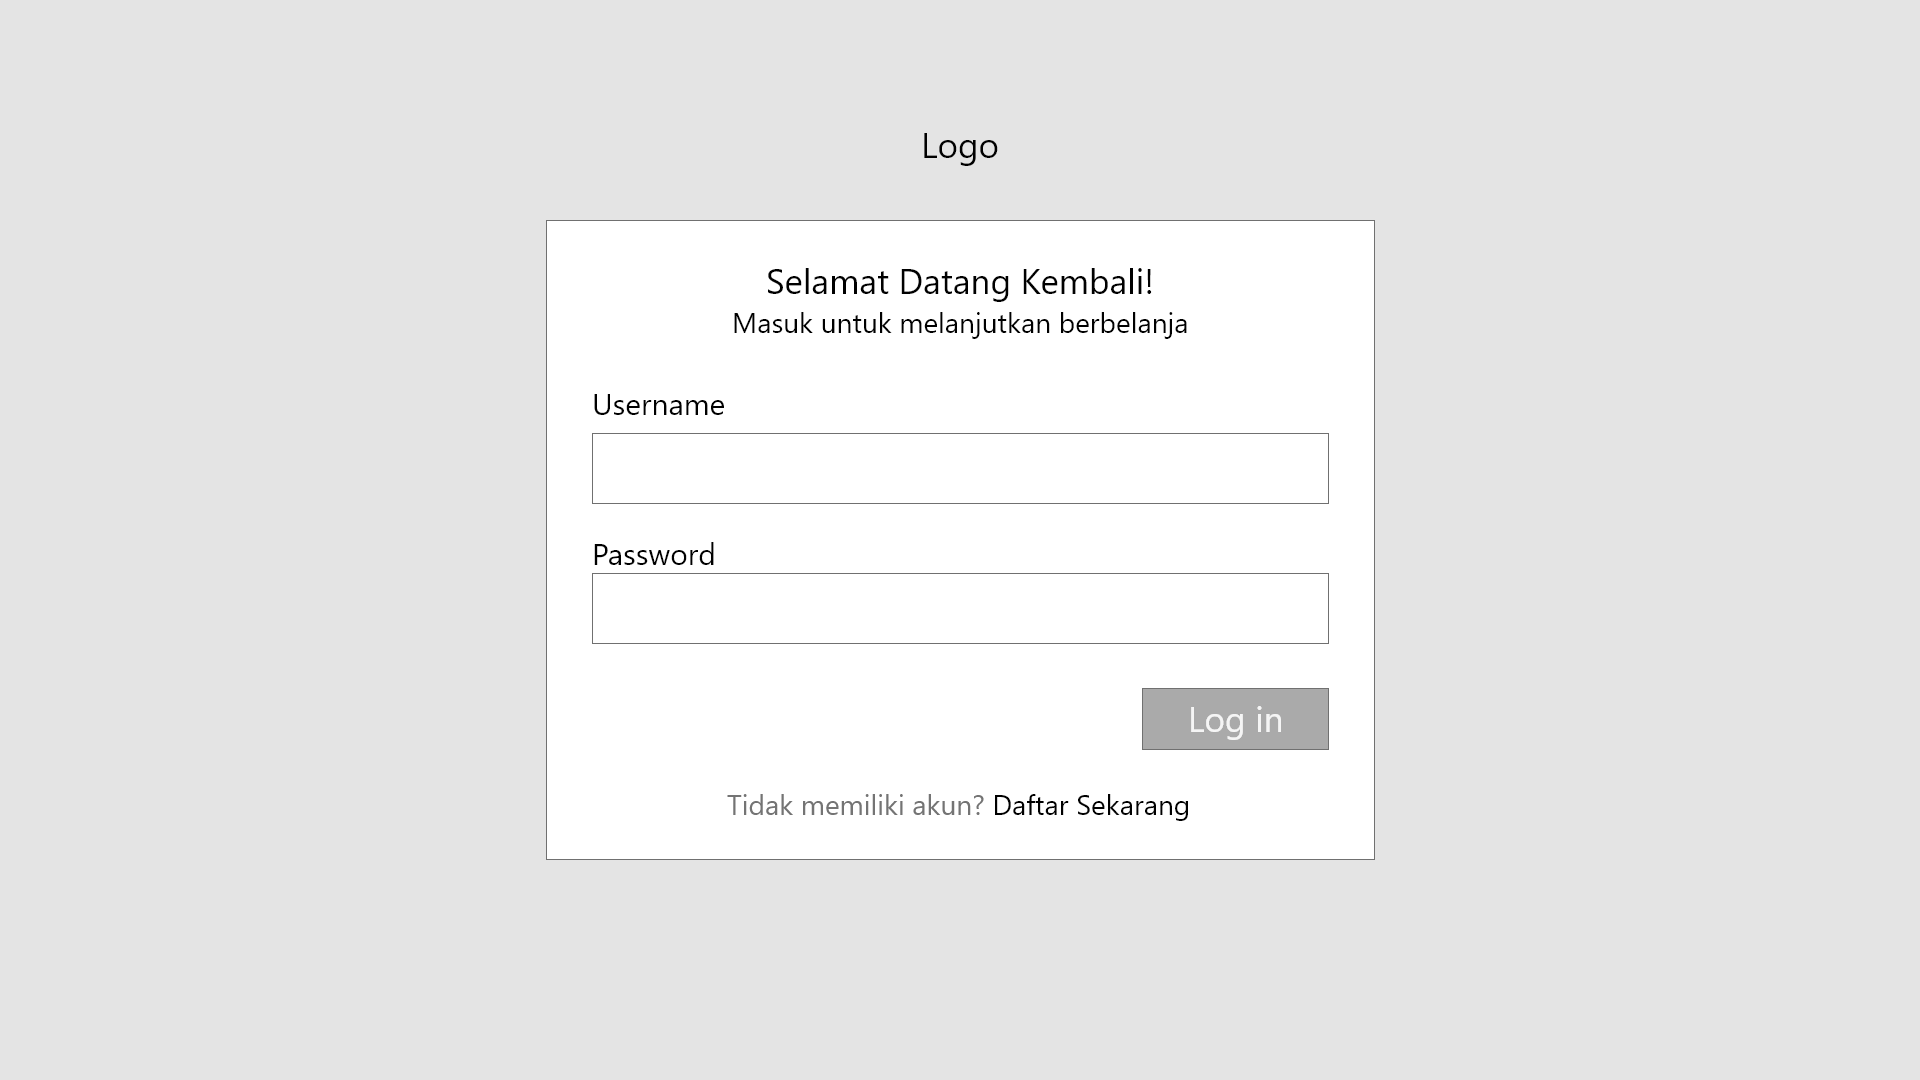 Logo
Selamat Datang Kembali!
Masuk untuk melanjutkan berbelanja
Username
Password
Log in
Tidak memiliki akun? Daftar Sekarang